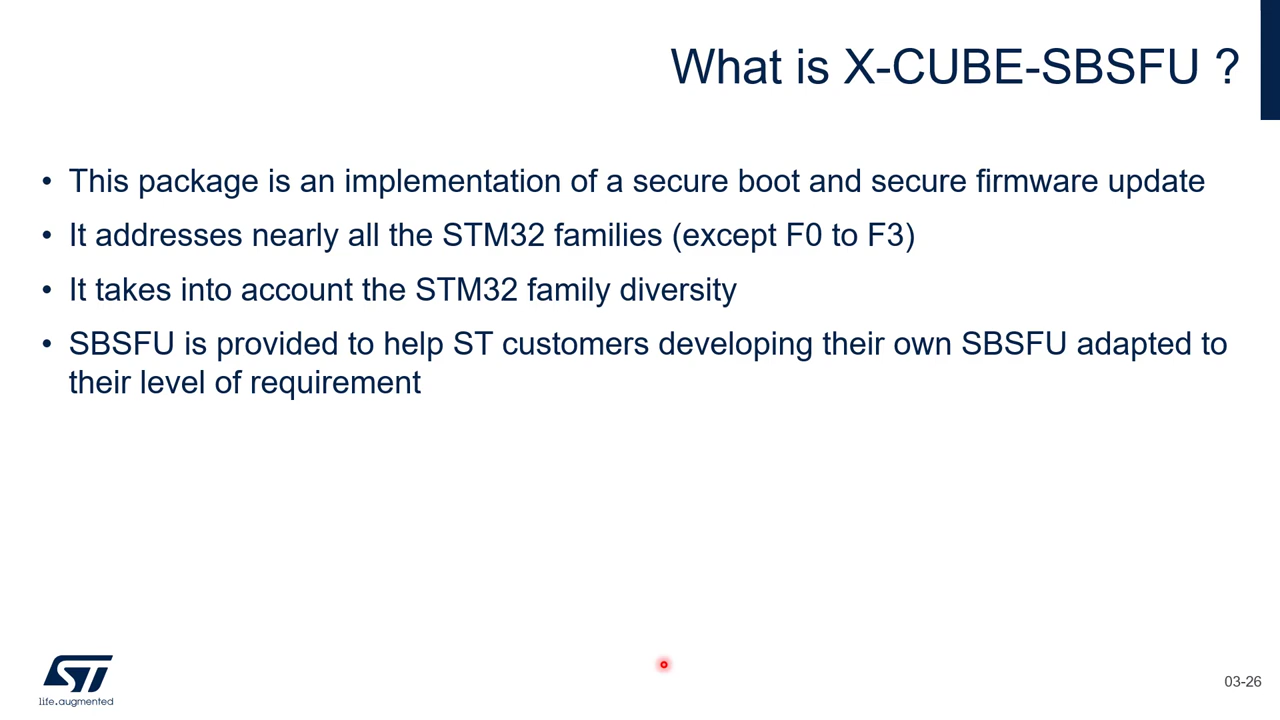 What is X-CUBE-SBSFU ?
• This package is an implementation of a secure boot and secure firmware update
• It addresses nearly all the STM32 families (except F0 to F3)
• It takes into account the STM32 family diversity
• SBSFU is provided to help ST customers developing their own SBSFU adapted to
their level of requirement
ST
life.augmented
03-26